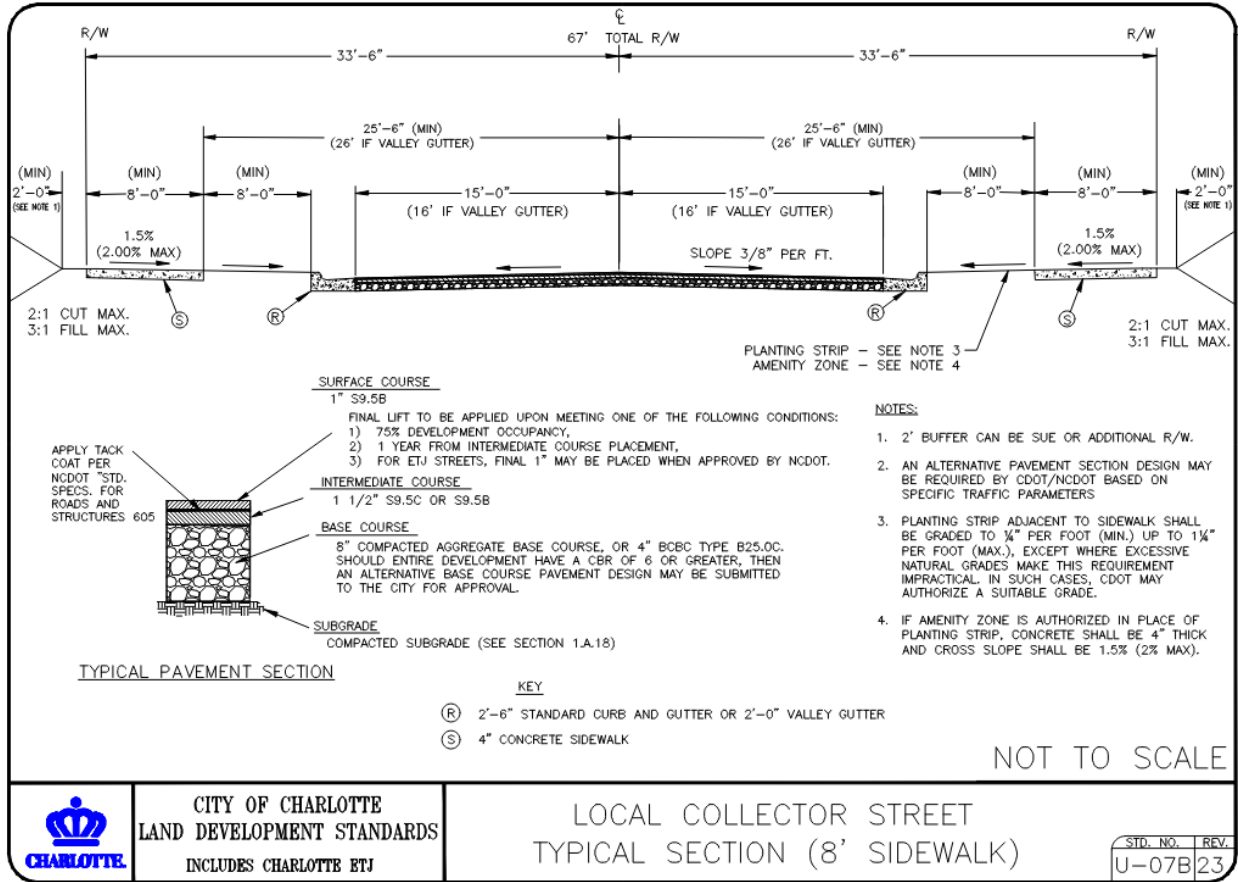 R/W
℄
67' TOTAL R/W
R/W
33'-6"
33'-6"
25'-6" (MIN)
(26' IF VALLEY GUTTER)
25'-6" (MIN)
(26' IF VALLEY GUTTER)
(MIN)
2'-0"
(SEE NOTE 1)
(MIN)
8'-0"
(MIN)
8'-0"
15'-0"
(16' IF VALLEY GUTTER)
15'-0"
(16' IF VALLEY GUTTER)
(MIN)
8'-0"
(MIN)
8'-0"
(MIN)
2'-0"
(SEE NOTE 1)
1.5%
(2.00% MAX)
SLOPE 3/8" PER FT.
1.5%
(2.00% MAX)
S
R
R
S
2:1 CUT MAX.
3:1 FILL MAX.
2:1 CUT MAX.
3:1 FILL MAX.
PLANTING STRIP – SEE NOTE 3
AMENITY ZONE – SEE NOTE 4
SURFACE COURSE
1" S9.5B
FINAL LIFT TO BE APPLIED UPON MEETING ONE OF THE FOLLOWING CONDITIONS:
1) 75% DEVELOPMENT OCCUPANCY,
2) 1 YEAR FROM INTERMEDIATE COURSE PLACEMENT,
3) FOR ETJ STREETS, FINAL 1" MAY BE PLACED WHEN APPROVED BY NCDOT.
APPLY TACK
COAT PER
NCDOT "STD.
SPECS. FOR
ROADS AND
STRUCTURES 605
INTERMEDIATE COURSE
1 1/2" S9.5C OR S9.5B
BASE COURSE
8" COMPACTED AGGREGATE BASE COURSE, OR 4" BCBC TYPE B25.0C.
SHOULD ENTIRE DEVELOPMENT HAVE A CBR OF 6 OR GREATER, THEN
AN ALTERNATIVE BASE COURSE PAVEMENT DESIGN MAY BE SUBMITTED
TO THE CITY FOR APPROVAL.
SUBGRADE
COMPACTED SUBGRADE (SEE SECTION 1.A.18)
TYPICAL PAVEMENT SECTION
NOTES:
1. 2' BUFFER CAN BE SUE OR ADDITIONAL R/W.
2. AN ALTERNATIVE PAVEMENT SECTION DESIGN MAY
BE REQUIRED BY CDOT/NCDOT BASED ON
SPECIFIC TRAFFIC PARAMETERS
3. PLANTING STRIP ADJACENT TO SIDEWALK SHALL
BE GRADED TO ¼" PER FOOT (MIN.) UP TO 1¼"
PER FOOT (MAX.), EXCEPT WHERE EXCESSIVE
NATURAL GRADES MAKE THIS REQUIREMENT
IMPRACTICAL. IN SUCH CASES, CDOT MAY
AUTHORIZE A SUITABLE GRADE.
4. IF AMENITY ZONE IS AUTHORIZED IN PLACE OF
PLANTING STRIP, CONCRETE SHALL BE 4" THICK
AND CROSS SLOPE SHALL BE 1.5% (2% MAX).
KEY
R 2'-6" STANDARD CURB AND GUTTER OR 2'-0" VALLEY GUTTER
S 4" CONCRETE SIDEWALK
NOT TO SCALE
CHARLOTTE.
CITY OF CHARLOTTE
LAND DEVELOPMENT STANDARDS
INCLUDES CHARLOTTE ETJ
LOCAL COLLECTOR STREET
TYPICAL SECTION (8' SIDEWALK)
STD. NO. REV.
U-07B 23